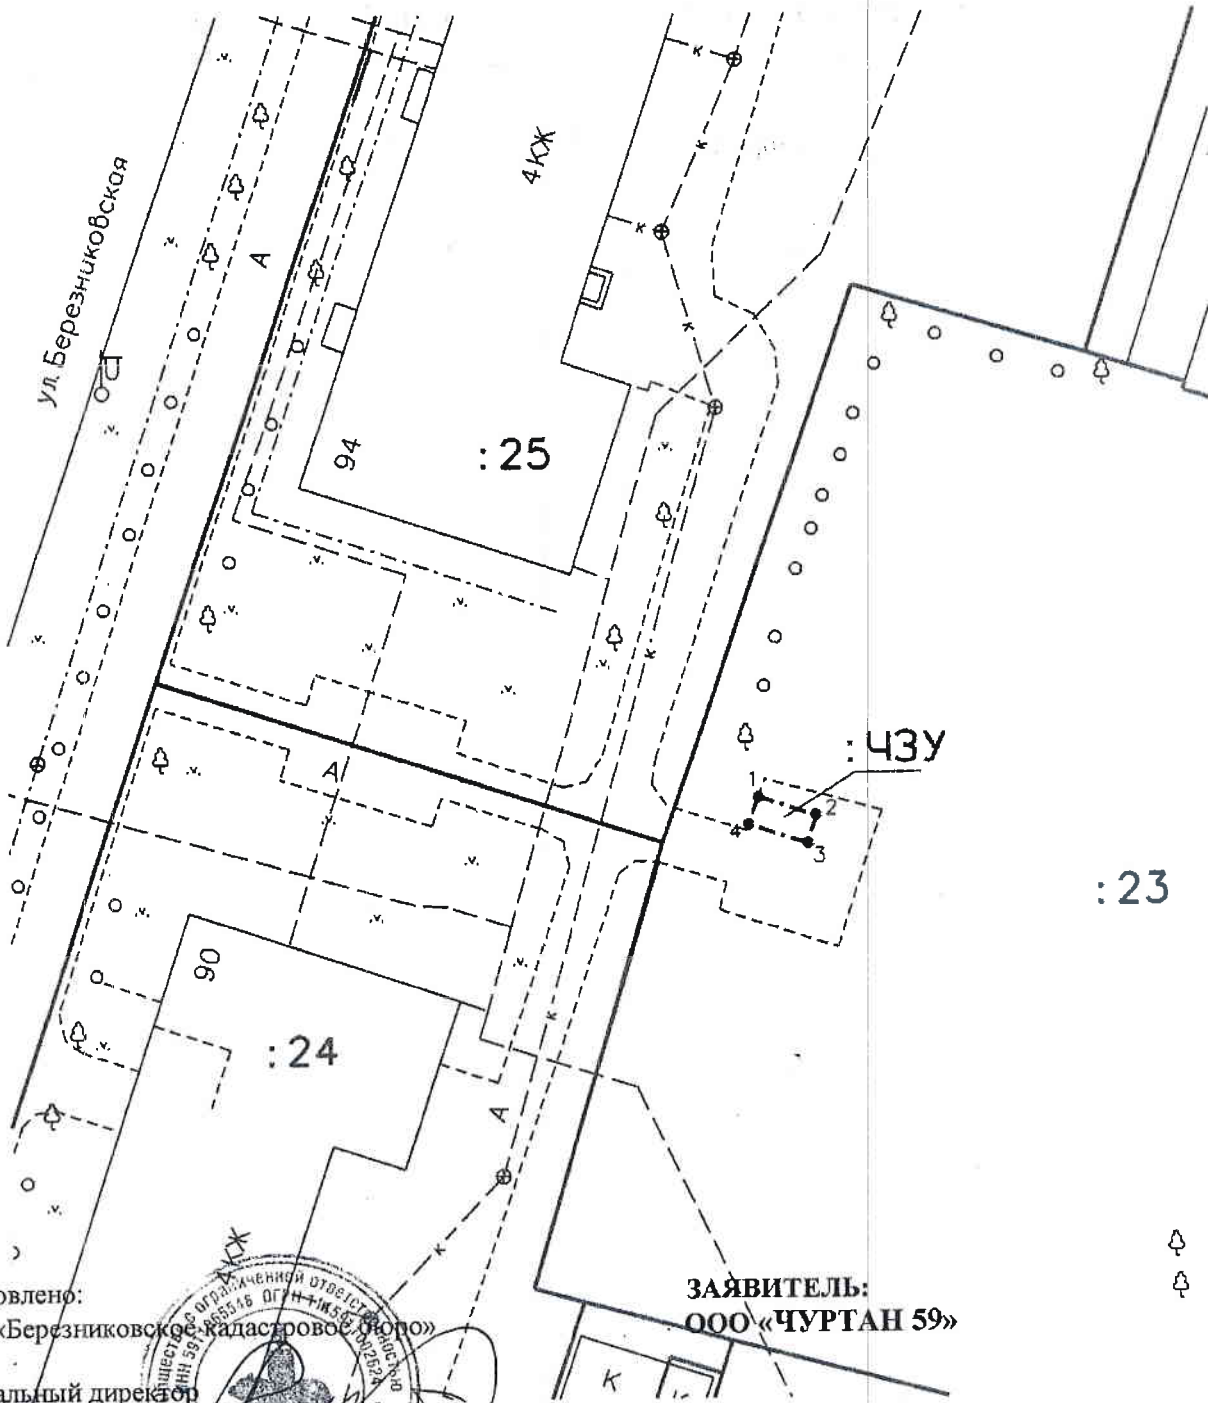 4КЖ
ул. Березниковская
А
94
:25
:ЧЗУ
1
2
4
3
А
:23
90
:24
А
4КЖ
овлено:
ЗАЯВИТЕЛЬ:
«Березниковское кадастровое бюро»
ООО «ЧУРТАН 59»
альный директор
К